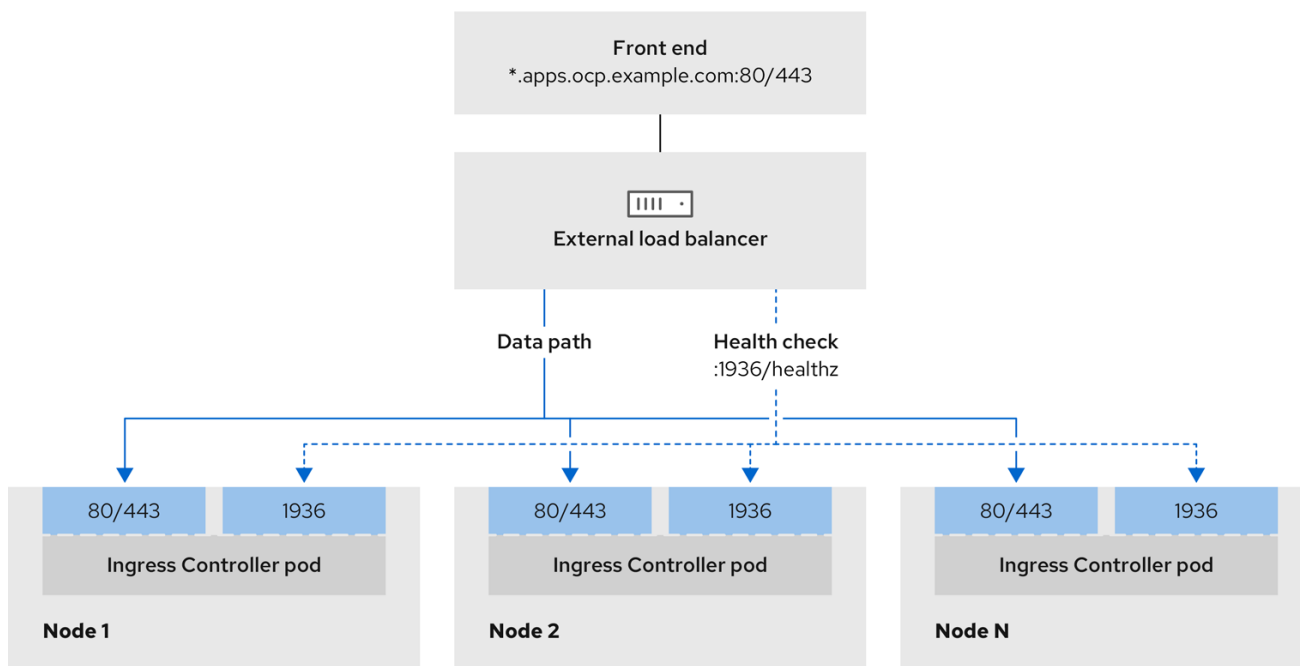 Front end
*.apps.ocp.example.com:80/443
External load balancer
Data path
Health check
:1936/healthz
80/443
1936
Ingress Controller pod
Node 1
80/443
1936
Ingress Controller pod
Node 2
80/443
1936
Ingress Controller pod
Node N